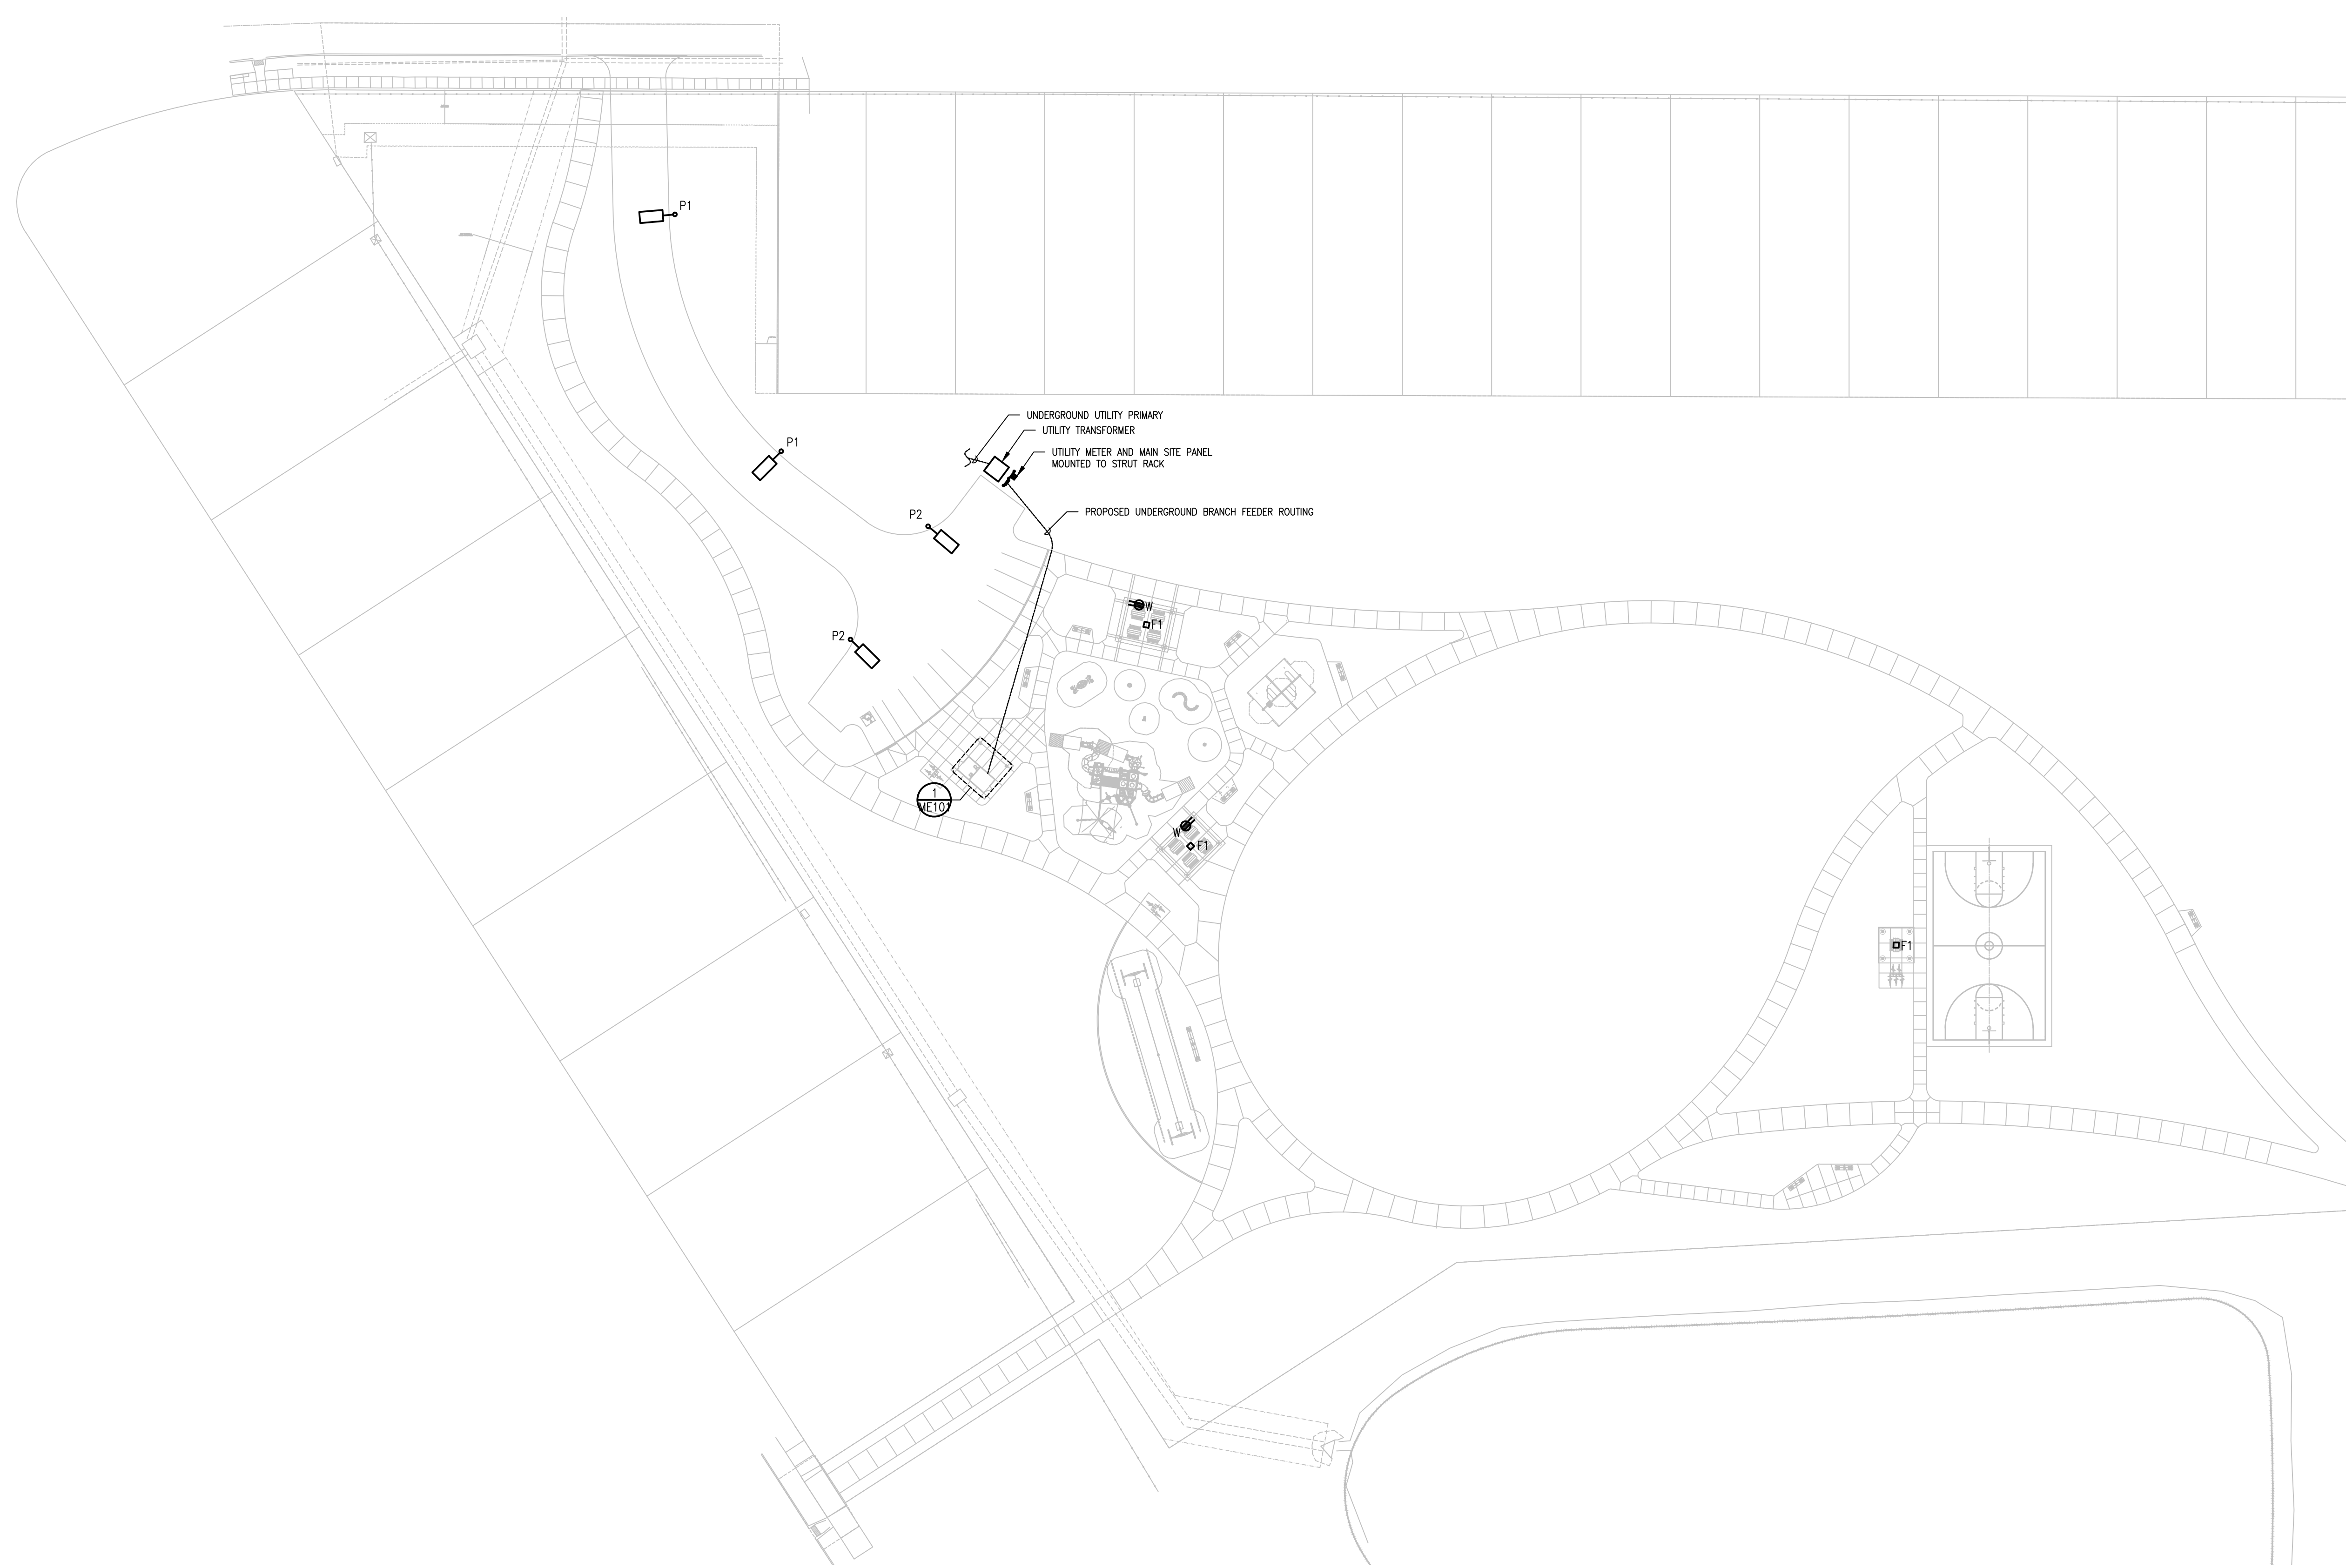 P1
UNDERGROUND UTILITY PRIMARY
UTILITY TRANSFORMER
P1
UTILITY METER AND MAIN SITE PANEL
MOUNTED TO STRUT RACK
PROPOSED UNDERGROUND BRANCH FEEDER ROUTING
P2
W
F1
P2
1
ME101
W
F1
F1